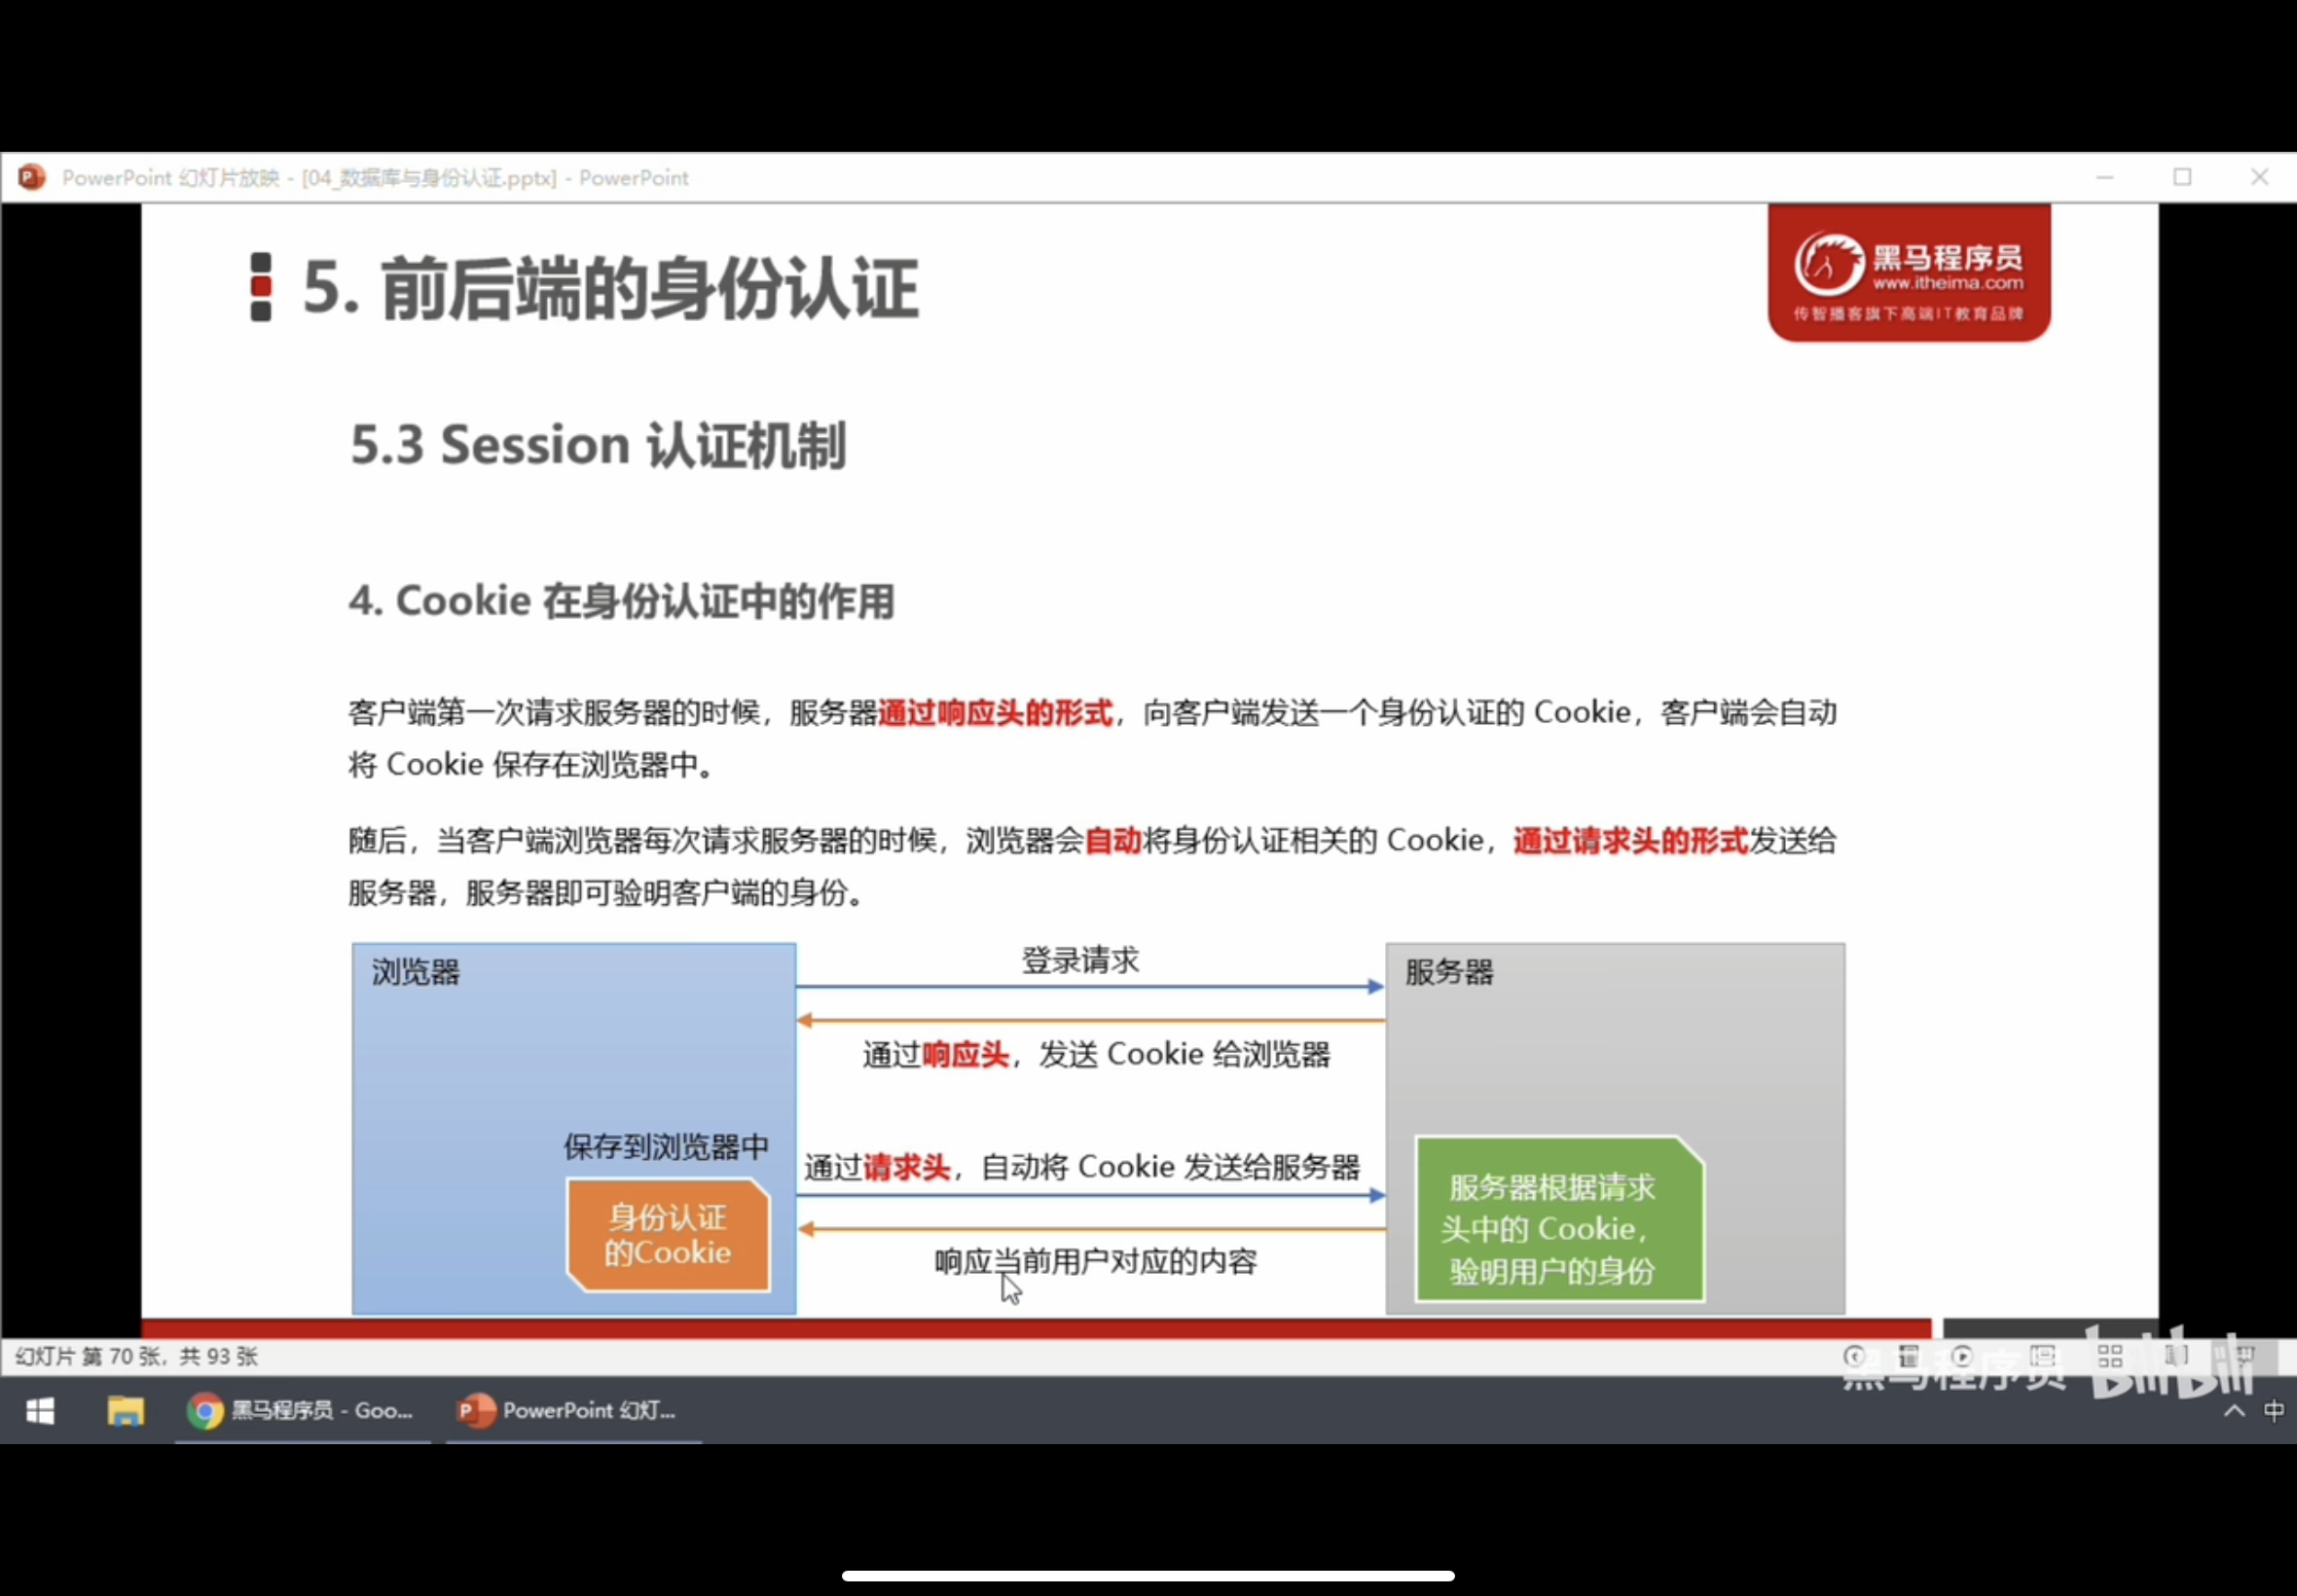 PowerPoint 幻灯片放映 - [04_数据库与身份认证.pptx] - PowerPoint
5. 前后端的身份认证
黑马程序员
www.itheima.com
传智播客旗下高端IT教育品牌
5.3 Session 认证机制
4. Cookie 在身份认证中的作用
客户端第一次请求服务器的时候，服务器通过响应头的形式，向客户端发送一个身份认证的 Cookie，客户端会自动
将 Cookie 保存在浏览器中。
随后，当客户端浏览器每次请求服务器的时候，浏览器会自动将身份认证相关的 Cookie，通过请求头的形式发送给
服务器，服务器即可验明客户端的身份。
浏览器
登录请求
服务器
通过响应头，发送 Cookie 给浏览器
保存到浏览器中
通过请求头，自动将 Cookie 发送给服务器
身份认证
的Cookie
服务器根据请求
头中的 Cookie，
验明用户的身份
响应当前用户对应的内容
幻灯片 第 70 张，共 93 张
黑马程序员 bilibili
黑马程序员 - Goo...
PowerPoint 幻灯...
中